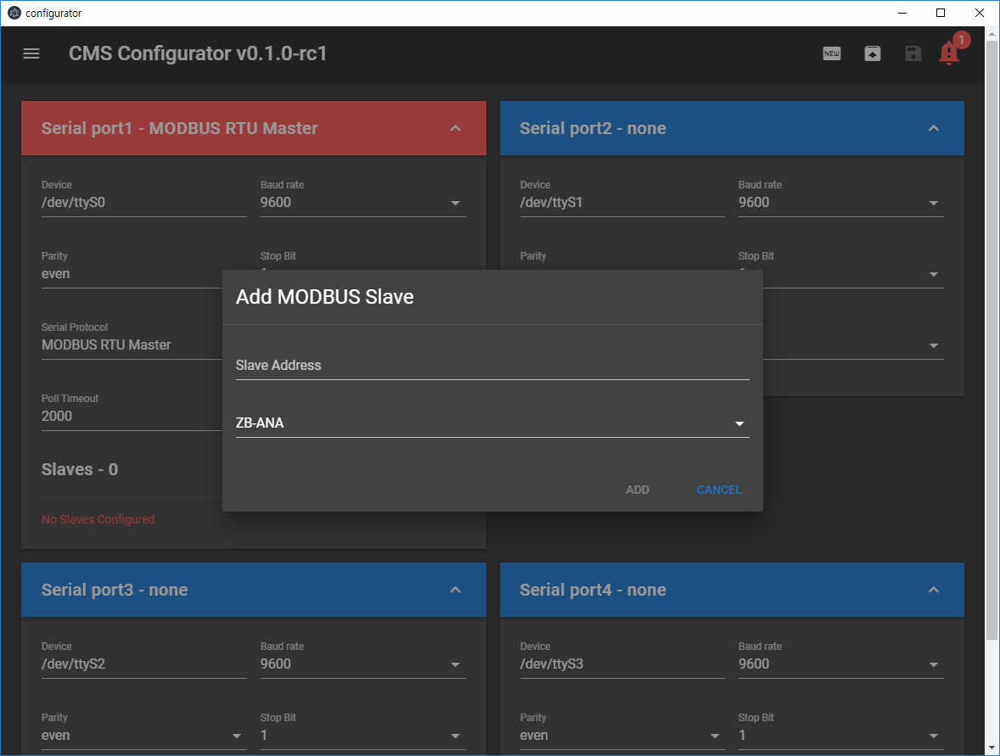 configurator
CMS Configurator v0.1.0-rc1
NEW
1
Serial port1 - MODBUS RTU Master
Serial port2 - none
Device
Baud rate
Device
Baud rate
/dev/ttyS0
9600
/dev/ttyS1
9600
Parity
Stop Bit
Parity
Stop Bit
even
Add MODBUS Slave
Serial Protocol
MODBUS RTU Master
Slave Address
Poll Timeout
2000
ZB-ANA
Slaves - 0
ADD
CANCEL
No Slaves Configured
Serial port3 - none
Serial port4 - none
Device
Baud rate
Device
Baud rate
/dev/ttyS2
9600
/dev/ttyS3
9600
Parity
Stop Bit
Parity
Stop Bit
even
1
even
1